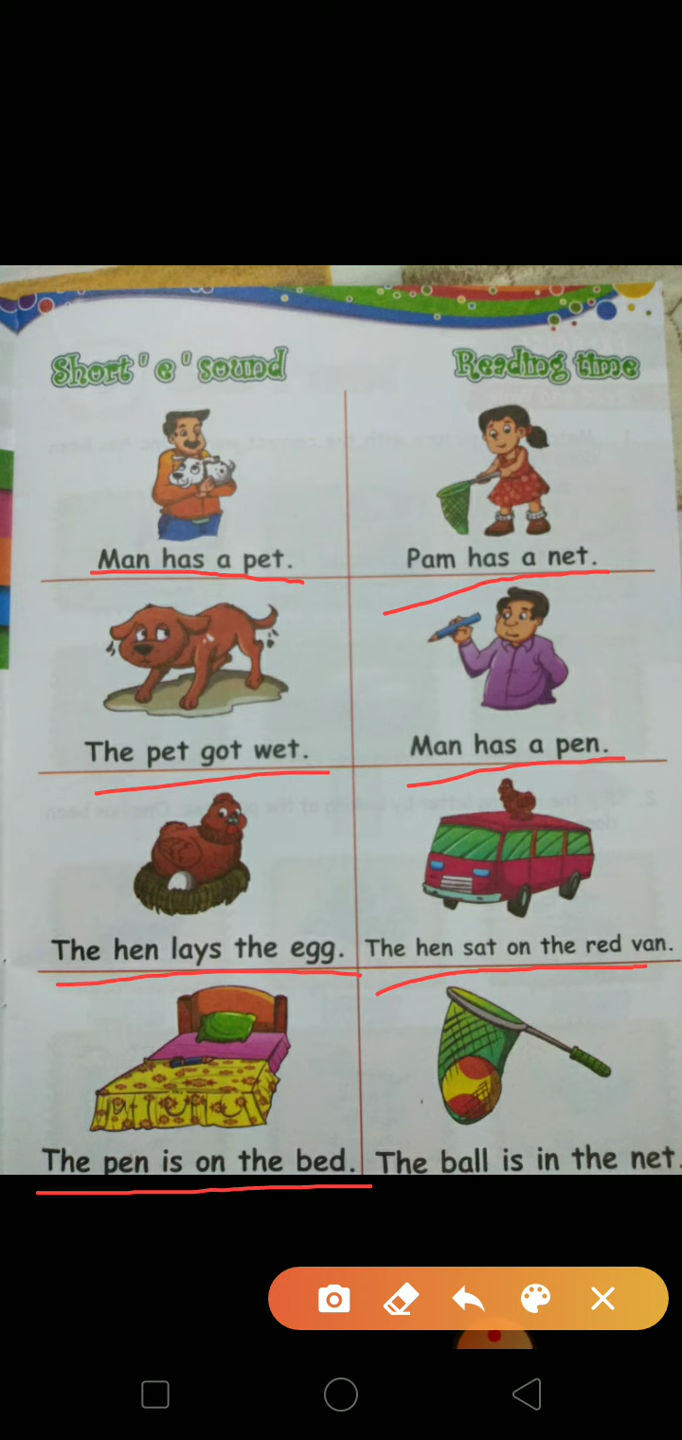 Short 'e' sound
Reading time
Man has a pet.
Pam has a net.
The pet got wet.
Man has a pen.
The hen lays the egg.
The hen sat on the red van.
The pen is on the bed.
The ball is in the net.